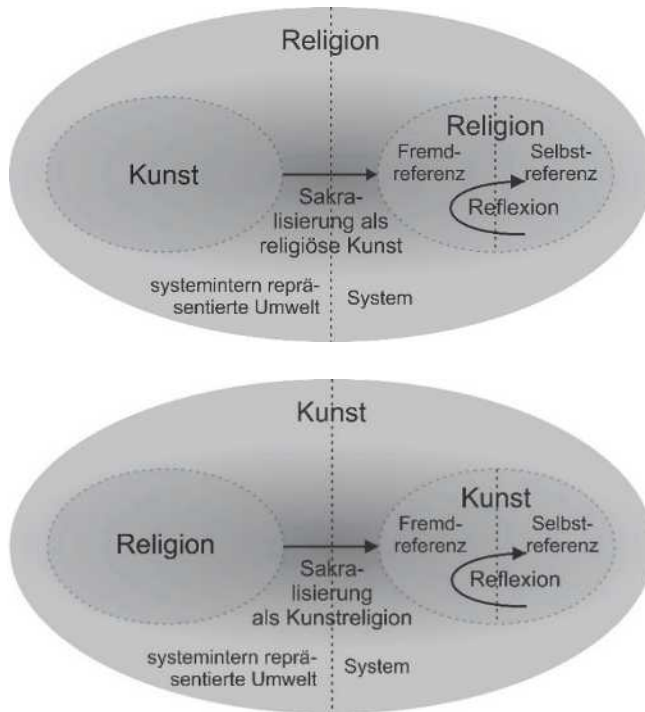 Religion
Kunst
Sakra-
lisierung als
religiöse Kunst
Religion
Fremd-
referenz
Selbst-
referenz
Reflexion
systemintern reprä-
sentierte Umwelt
System
Kunst
Religion
Sakra-
lisierung
als Kunstreligion
Kunst
Fremd-
referenz
Selbst-
referenz
Reflexion
systemintern reprä-
sentierte Umwelt
System